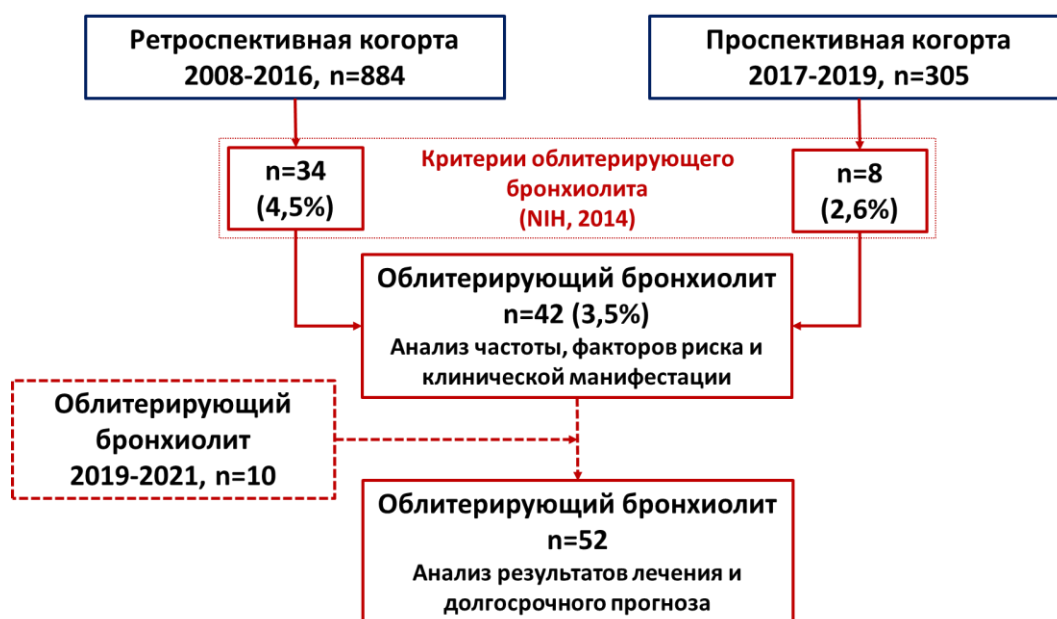 Ретроспективная когорта
2008-2016, n=884
Проспективная когорта
2017-2019, n=305
n=34
(4,5%)
Критерии облитерирующего
бронхиолита
(NIH, 2014)
n=8
(2,6%)
Облитерирующий бронхиолит
n=42 (3,5%)
Анализ частоты, факторов риска и
клинической манифестации
Облитерирующий
бронхиолит
2019-2021, n=10
Облитерирующий бронхиолит
n=52
Анализ результатов лечения и
долгосрочного прогноза